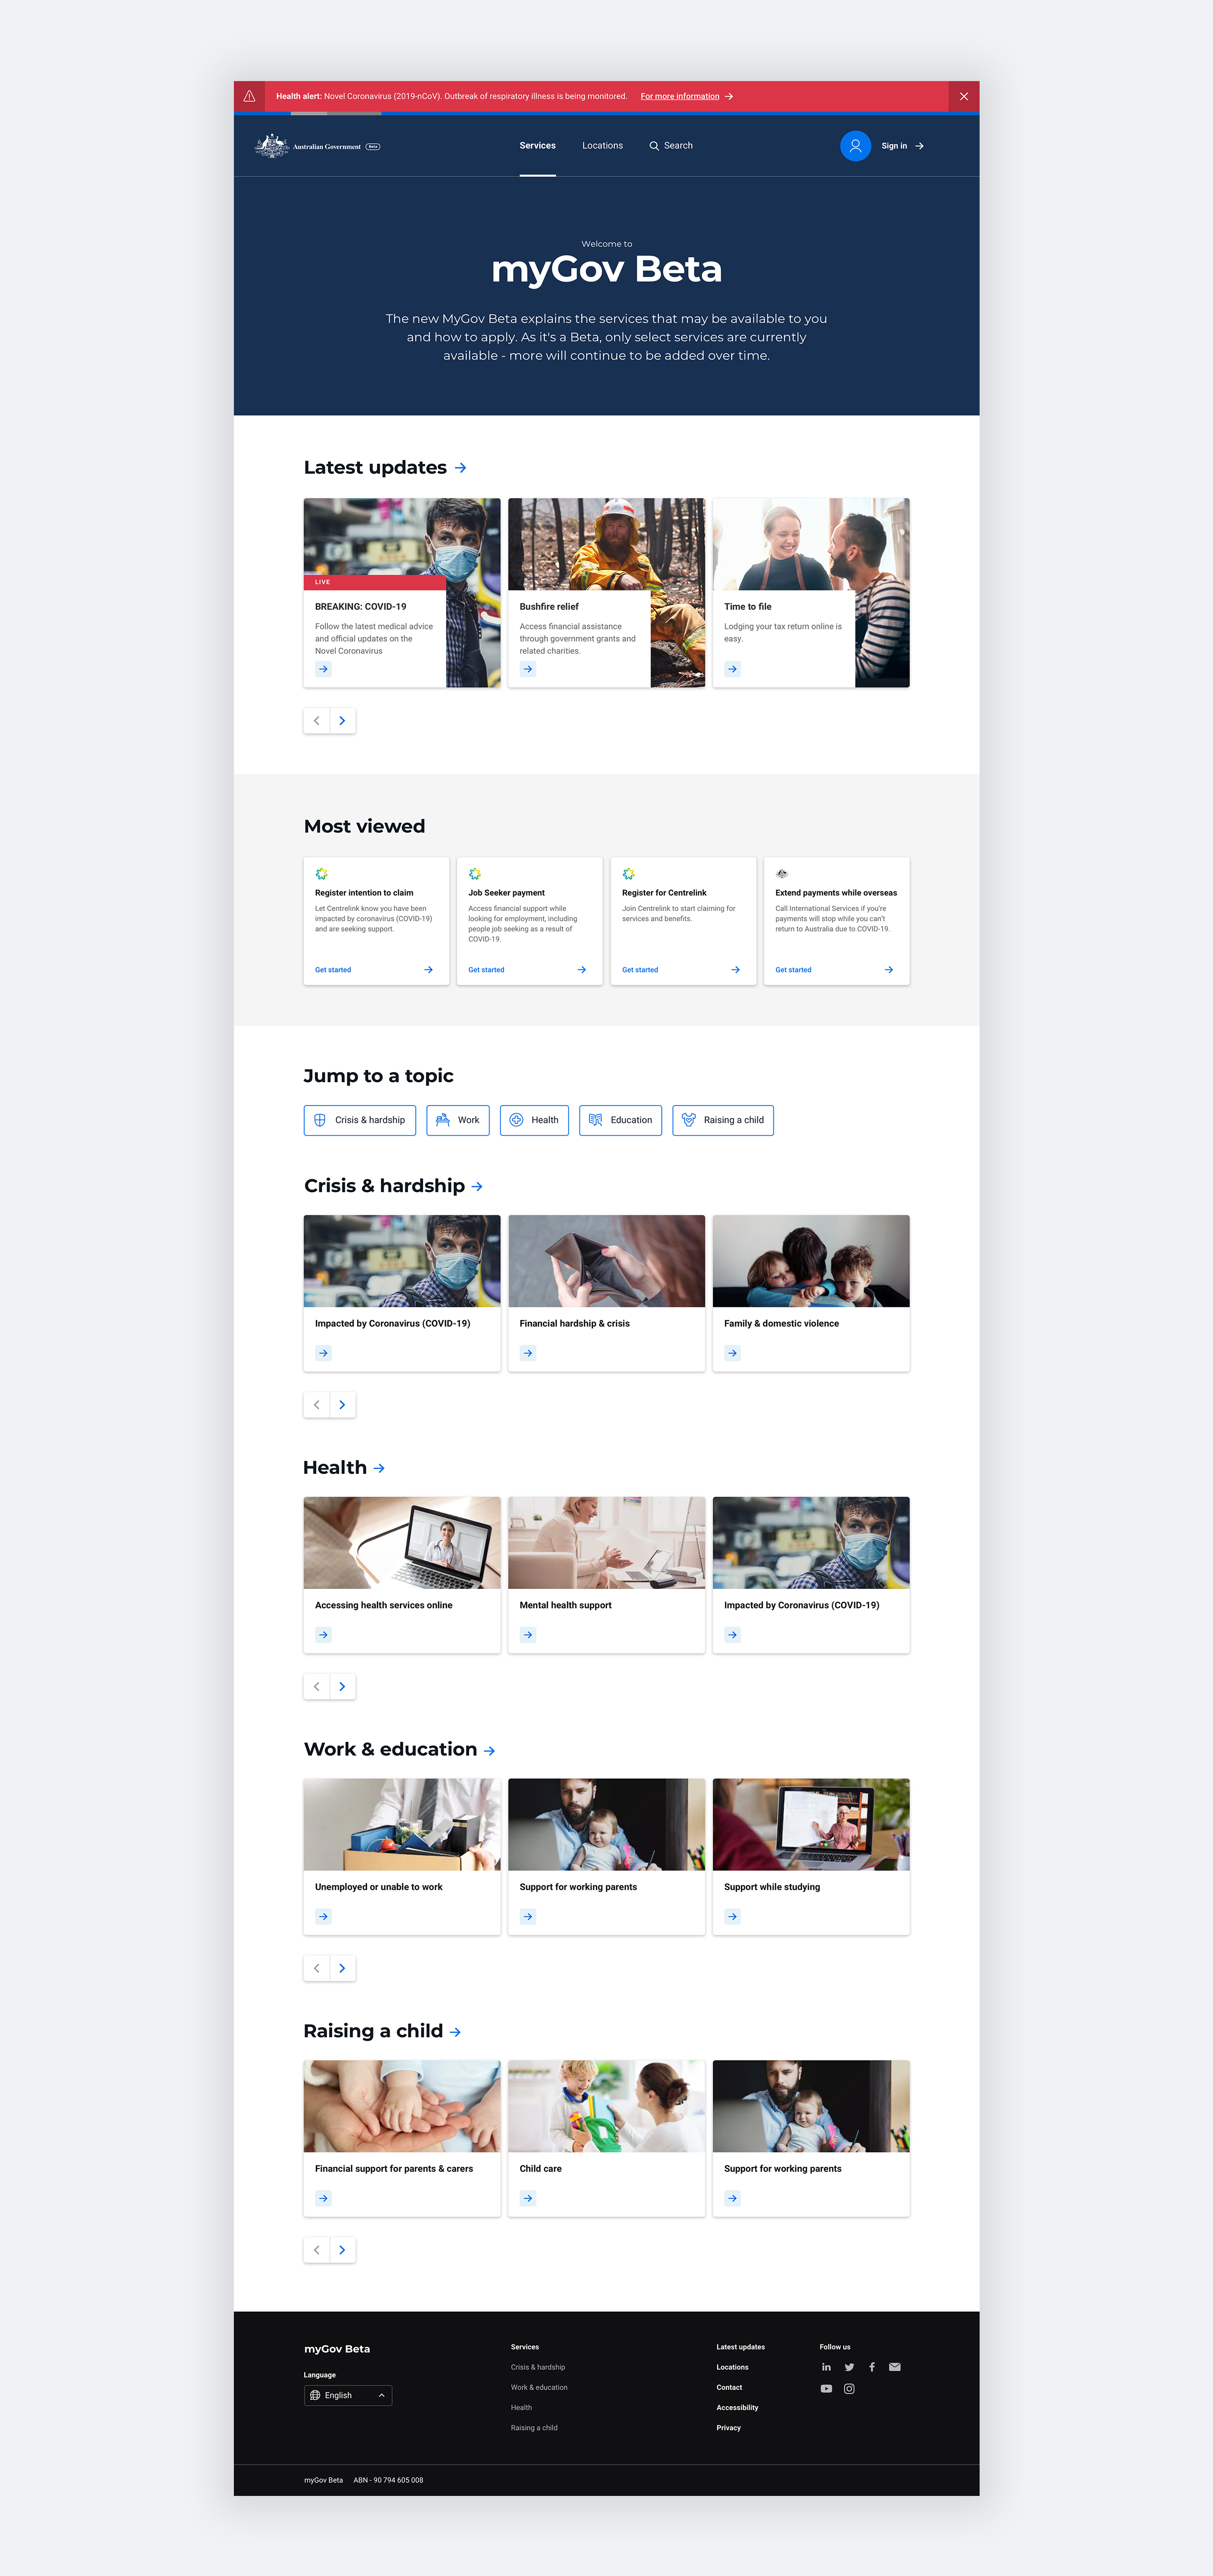 Health alert: Novel Coronavirus (2019-nCoV). Outbreak of respiratory illness is being monitored. For more information
Australian Government Beta
Services Locations Search
Sign in
Welcome to
myGov Beta
The new MyGov Beta explains the services that may be available to you
and how to apply. As it's a Beta, only select services are currently
available - more will continue to be added over time.
Latest updates
LIVE
BREAKING: COVID-19
Follow the latest medical advice
and official updates on the
Novel Coronavirus
Bushfire relief
Access financial assistance
through government grants and
related charities.
Time to file
Lodging your tax return online is
easy.
Most viewed
Register intention to claim
Let Centrelink know you have been
impacted by coronavirus (COVID-19)
and are seeking support.
Get started
Job Seeker payment
Access financial support while
looking for employment, including
people job seeking as a result of
COVID-19.
Get started
Register for Centrelink
Join Centrelink to start claiming for
services and benefits.
Get started
Extend payments while overseas
Call International Services if you're
payments will stop while you can't
return to Australia due to COVID-19.
Get started
Jump to a topic
Crisis & hardship
Work
Health
Education
Raising a child
Crisis & hardship
Impacted by Coronavirus (COVID-19)
Financial hardship & crisis
Family & domestic violence
Health
Accessing health services online
Mental health support
Impacted by Coronavirus (COVID-19)
Work & education
Unemployed or unable to work
Support for working parents
Support while studying
Raising a child
Financial support for parents & carers
Child care
Support for working parents
myGov Beta
Language
English
Services
Crisis & hardship
Work & education
Health
Raising a child
Latest updates
Locations
Contact
Accessibility
Privacy
Follow us
myGov Beta ABN - 90 794 605 008